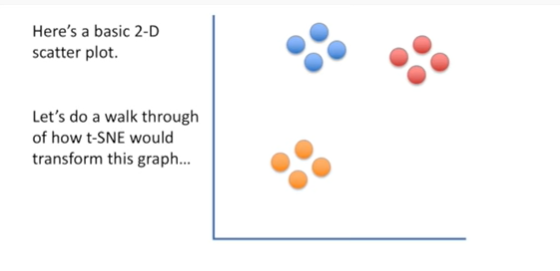 Here’s a basic 2-D
scatter plot.
Let’s do a walk through
of how t-SNE would
transform this graph…